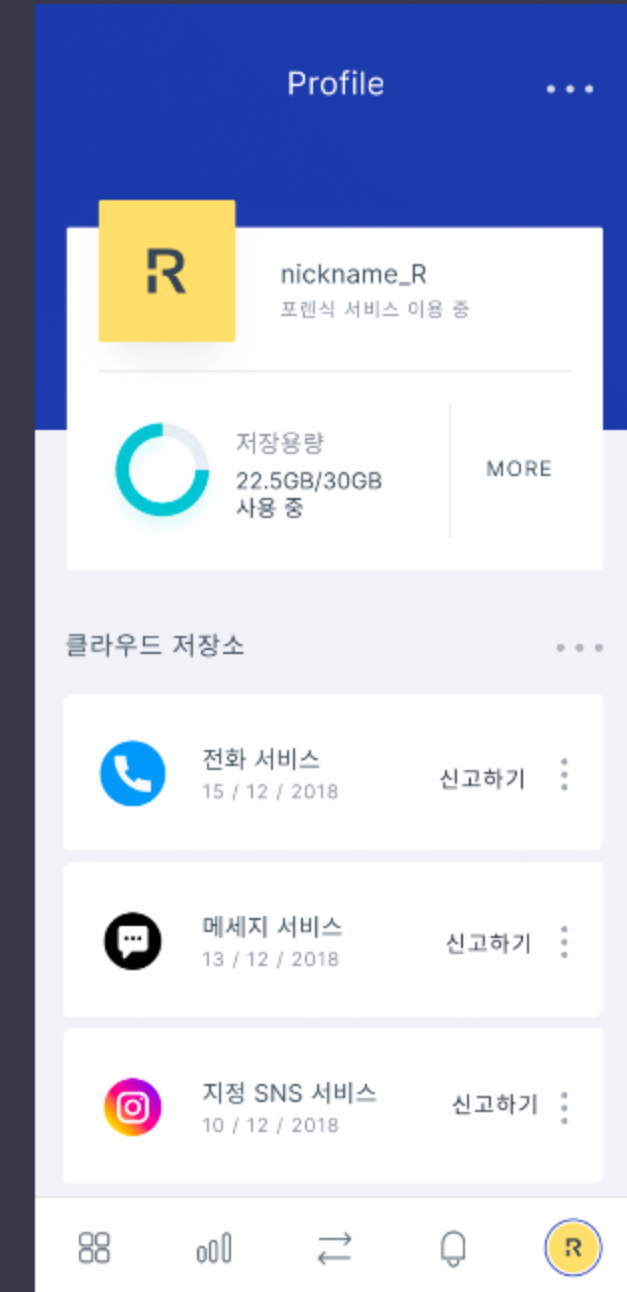 Profile
R
nickname_R
포렌식 서비스 이용 중
저장용량
22.5GB/30GB
사용 중
MORE
클라우드 저장소
전화 서비스
15 / 12 / 2018
신고하기
메세지 서비스
13 / 12 / 2018
신고하기
지정 SNS 서비스
10 / 12 / 2018
신고하기
R